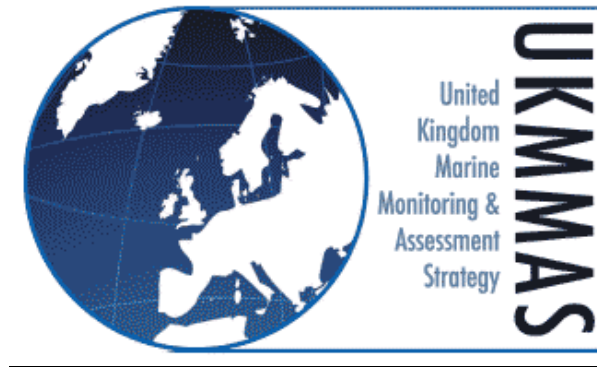 United
Kingdom
Marine
Monitoring &
Assessment
Strategy
UKMMAS